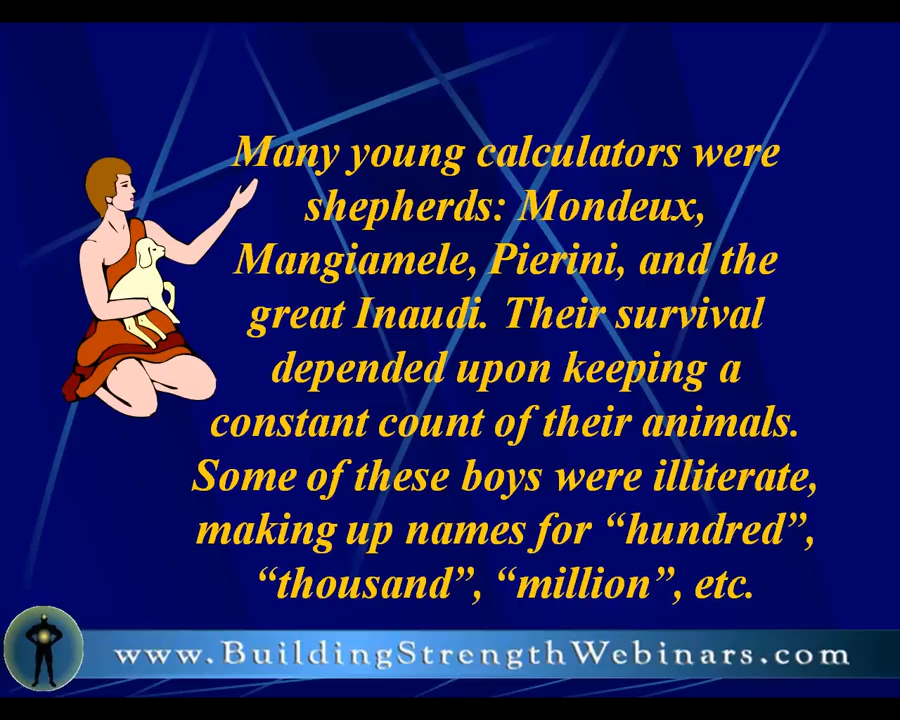 Many young calculators were
shepherds: Mondeux,
Mangiamele, Pierini, and the
great Inaudi. Their survival
depended upon keeping a
constant count of their animals.
Some of these boys were illiterate,
making up names for “hundred”,
“thousand”, “million”, etc.
www.BuildingStrengthWebinars.com